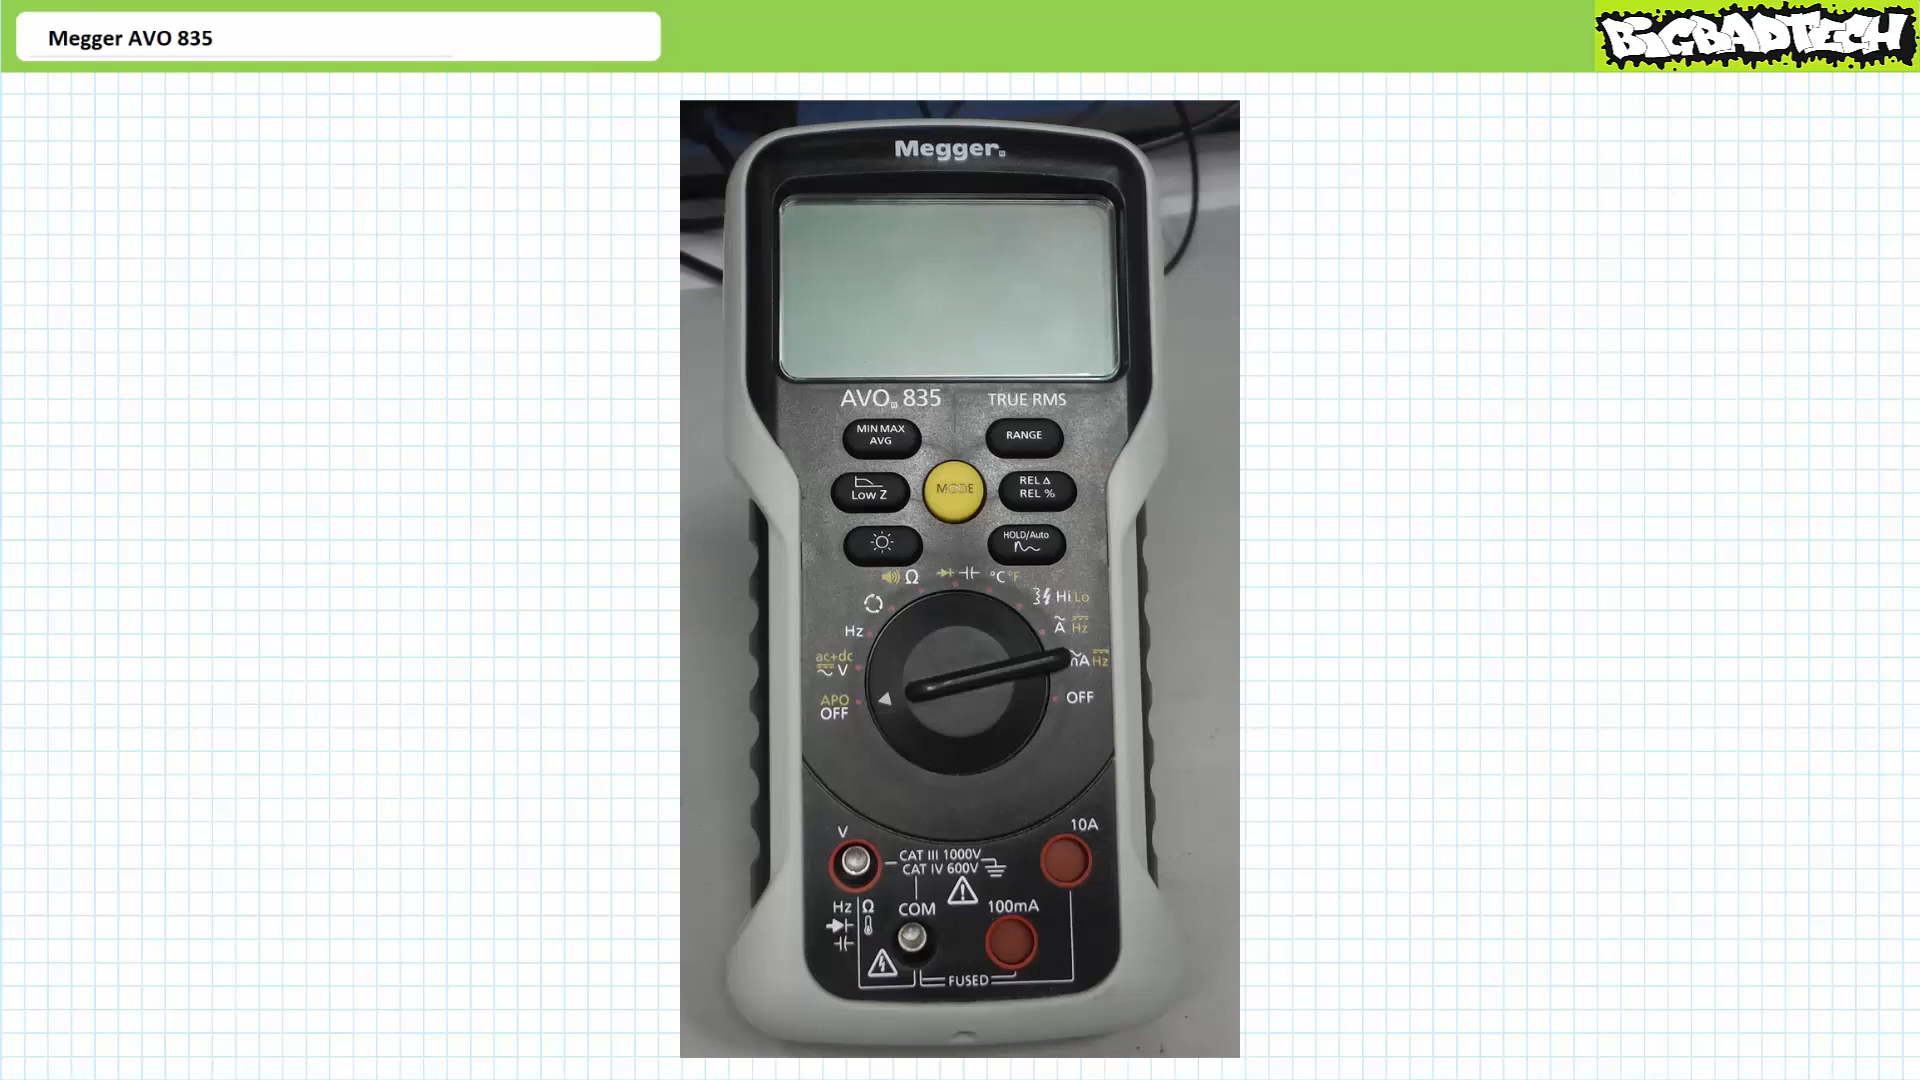 Megger AVO 835
BIGBADTECH
Megger
AVO 835 TRUE RMS
MIN MAX
AVG
RANGE
Low Z
MODE
REL Δ
REL %
HOLD/Auto
Ω
°C °F
Hi Lo
Hz
A Hz
ac+dc
V
mA Hz
APO
OFF
OFF
V
10A
CAT III 1000V
CAT IV 600V
Hz Ω
COM
100mA
FUSED